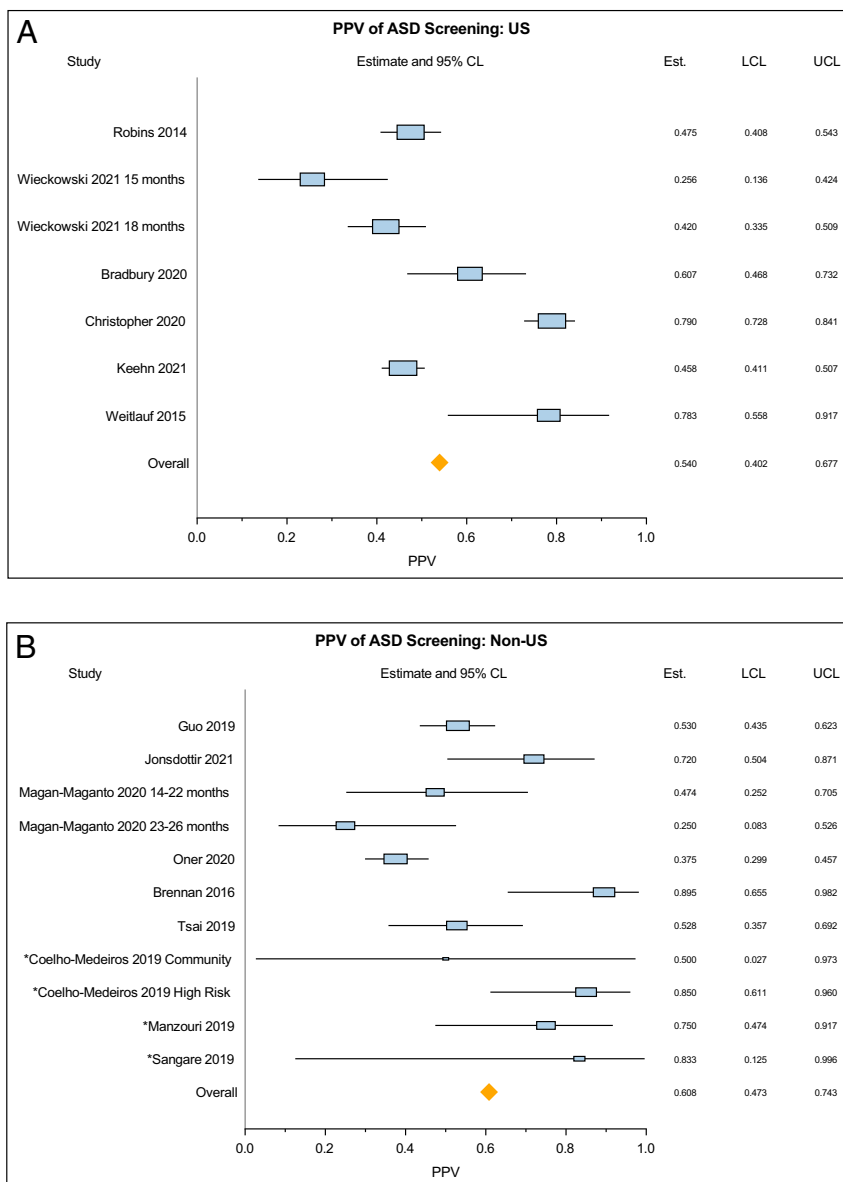 A
PPV of ASD Screening: US
Study Estimate and 95% CL Est. LCL UCL
Robins 2014 0.475 0.408 0.543
Wieckowski 2021 15 months 0.256 0.136 0.424
Wieckowski 2021 18 months 0.420 0.335 0.509
Bradbury 2020 0.607 0.468 0.732
Christopher 2020 0.790 0.728 0.841
Keehn 2021 0.458 0.411 0.507
Weitlauf 2015 0.783 0.558 0.917
Overall 0.540 0.402 0.677
0.0 0.2 0.4 0.6 0.8 1.0
PPV
B
PPV of ASD Screening: Non-US
Study Estimate and 95% CL Est. LCL UCL
Guo 2019 0.530 0.435 0.623
Jonsdottir 2021 0.720 0.504 0.871
Magan-Maganto 2020 14-22 months 0.474 0.252 0.705
Magan-Maganto 2020 23-26 months 0.250 0.083 0.526
Oner 2020 0.375 0.299 0.457
Brennan 2016 0.895 0.655 0.982
Tsai 2019 0.528 0.357 0.692
*Coelho-Medeiros 2019 Community 0.500 0.027 0.973
*Coelho-Medeiros 2019 High Risk 0.850 0.611 0.960
*Manzouri 2019 0.750 0.474 0.917
*Sangare 2019 0.833 0.125 0.996
Overall 0.608 0.473 0.743
0.0 0.2 0.4 0.6 0.8 1.0
PPV